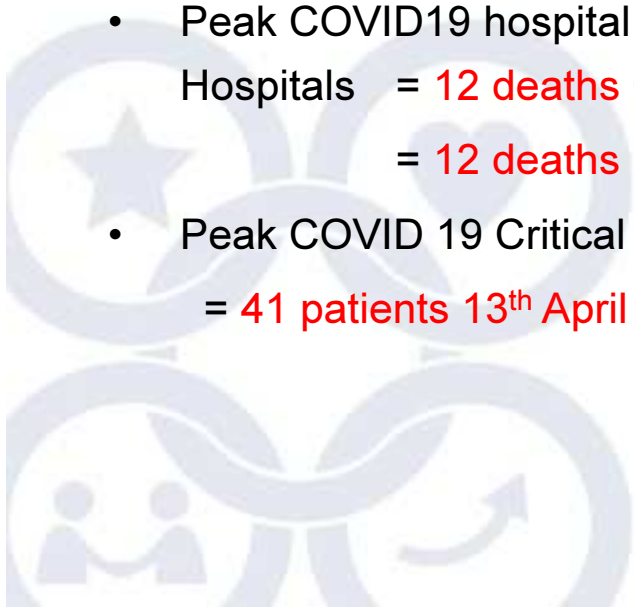 • Peak COVID19 hospital
Hospitals = 12 deaths
= 12 deaths
• Peak COVID 19 Critical
= 41 patients 13th April